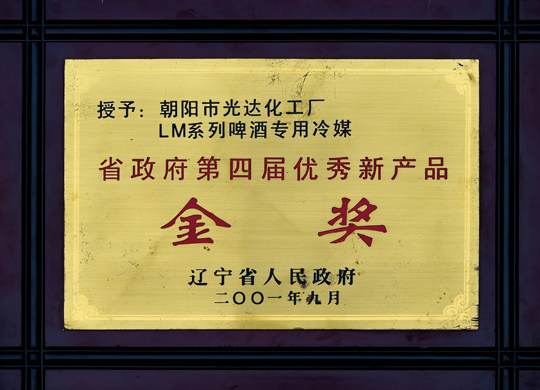 授予：朝阳市光达化工厂
LM系列啤酒专用冷媒
省政府第四届优秀新产品
金奖
辽宁省人民政府
二〇〇一年九月